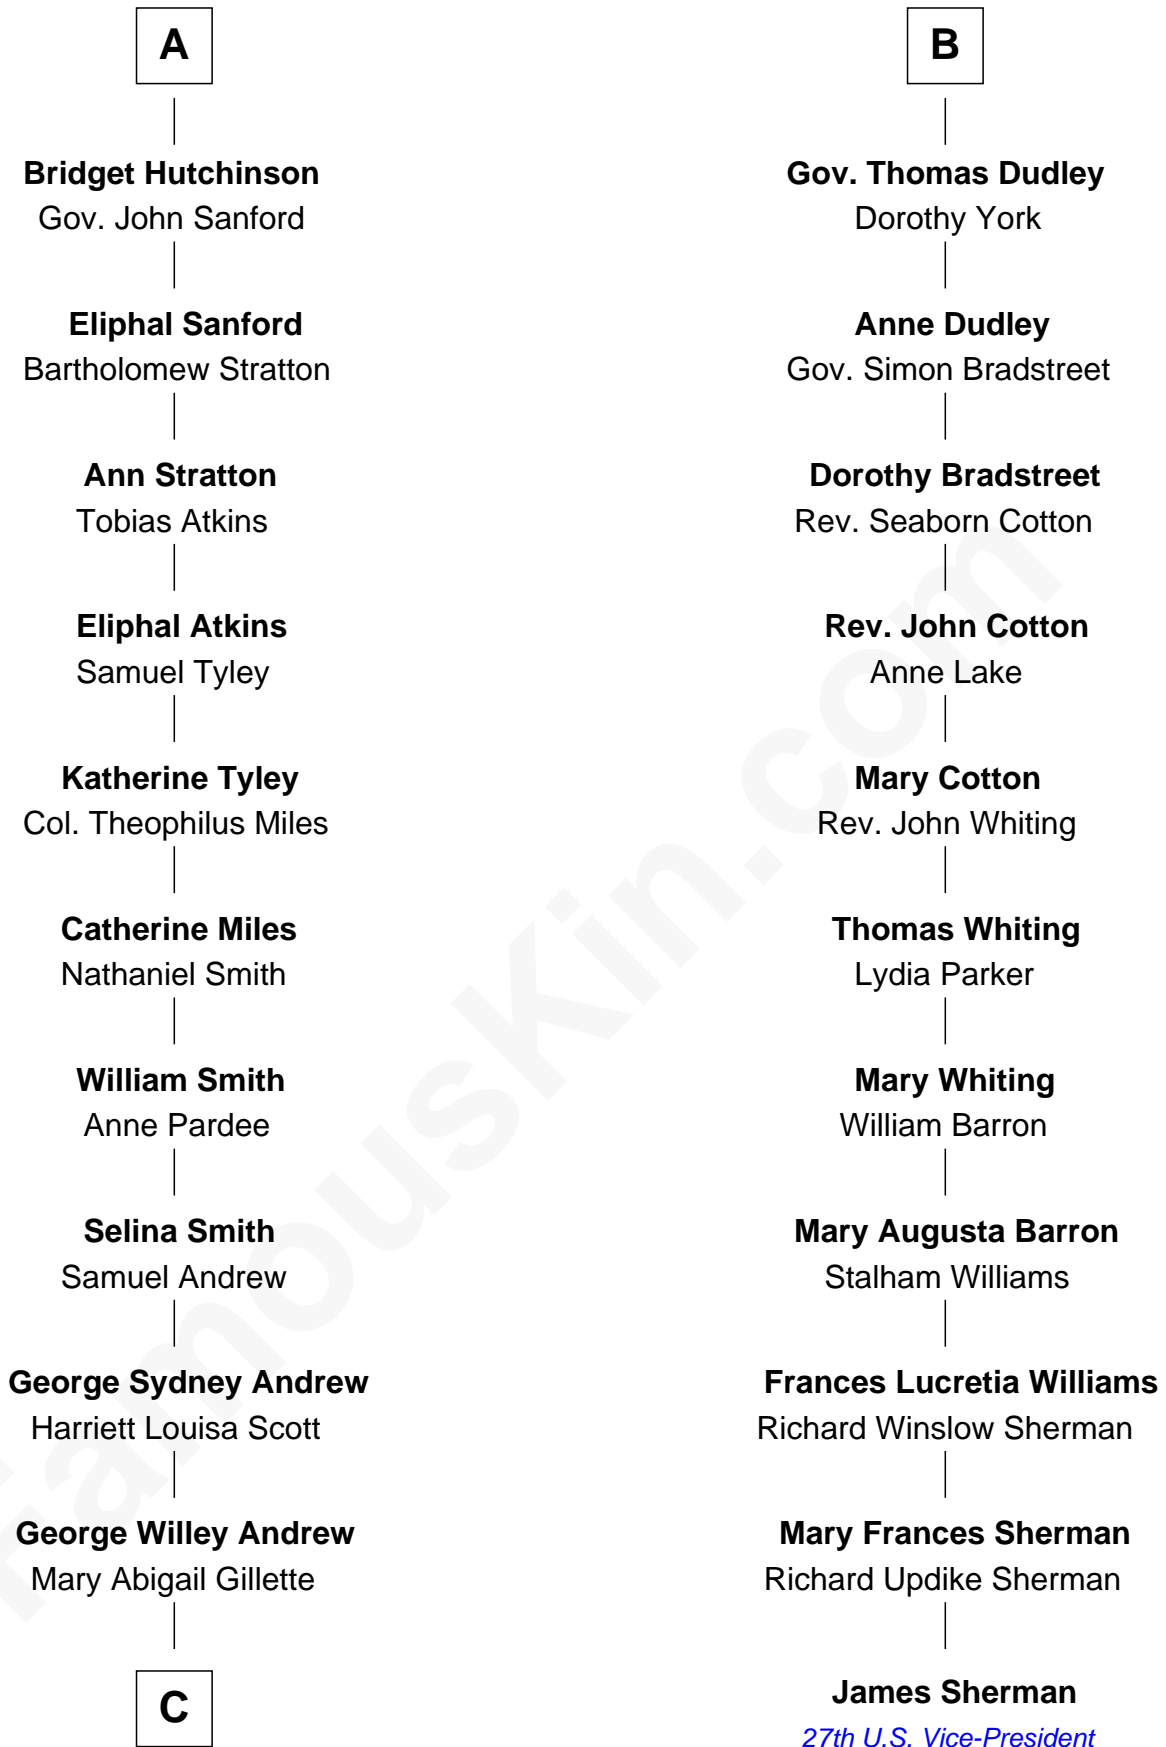 A
Bridget Hutchinson
Gov. John Sanford
Eliphal Sanford
Bartholomew Stratton
Ann Stratton
Tobias Atkins
Eliphal Atkins
Samuel Tyley
Katherine Tyley
Col. Theophilus Miles
Catherine Miles
Nathaniel Smith
William Smith
Anne Pardee
Selina Smith
Samuel Andrew
George Sydney Andrew
Harriett Louisa Scott
George Willey Andrew
Mary Abigail Gillette
C
B
Gov. Thomas Dudley
Dorothy York
Anne Dudley
Gov. Simon Bradstreet
Dorothy Bradstreet
Rev. Seaborn Cotton
Rev. John Cotton
Anne Lake
Mary Cotton
Rev. John Whiting
Thomas Whiting
Lydia Parker
Mary Whiting
William Barron
Mary Augusta Barron
Stalham Williams
Frances Lucretia Williams
Richard Winslow Sherman
Mary Frances Sherman
Richard Updike Sherman
James Sherman
27th U.S. Vice-President
FamousKin.com